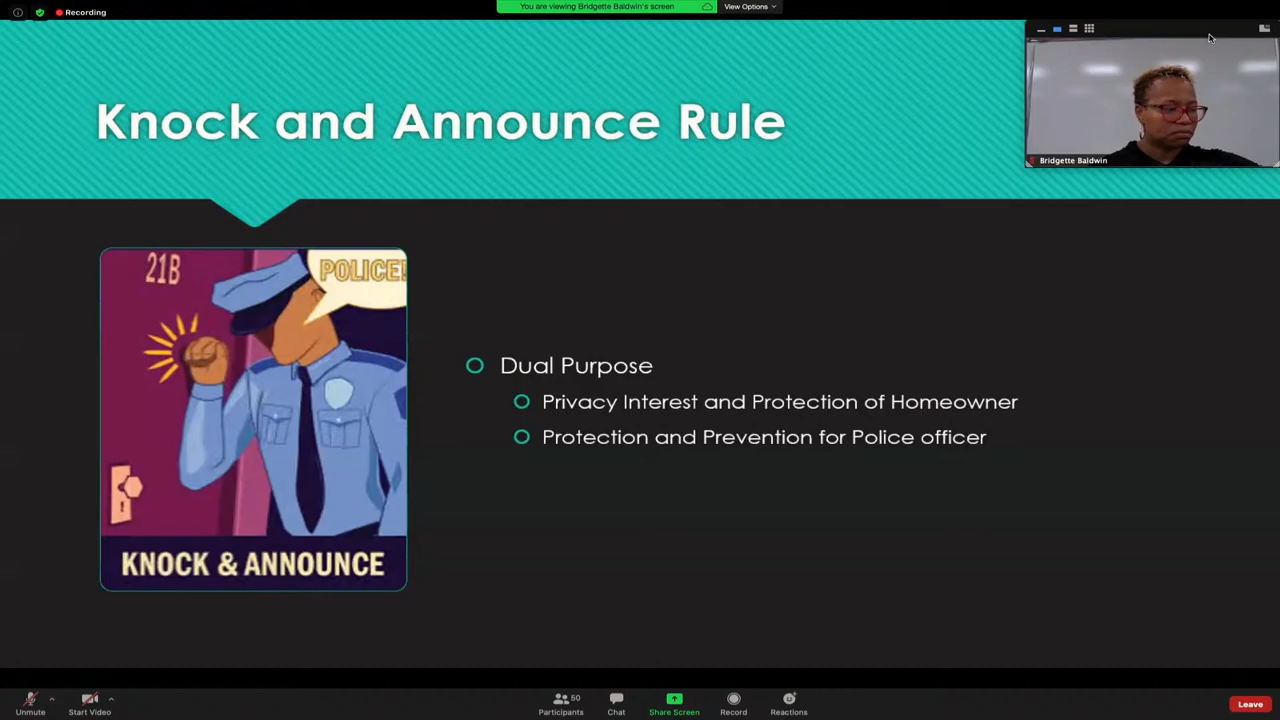 Recording
You are viewing Bridgette Baldwin's screen
View Options
Knock and Announce Rule
Bridgette Baldwin
21B
POLICE!
KNOCK & ANNOUNCE
Dual Purpose
Privacy Interest and Protection of Homeowner
Protection and Prevention for Police officer
Unmute
Start Video
50
Participants
Chat
Share Screen
Record
Reactions
Leave